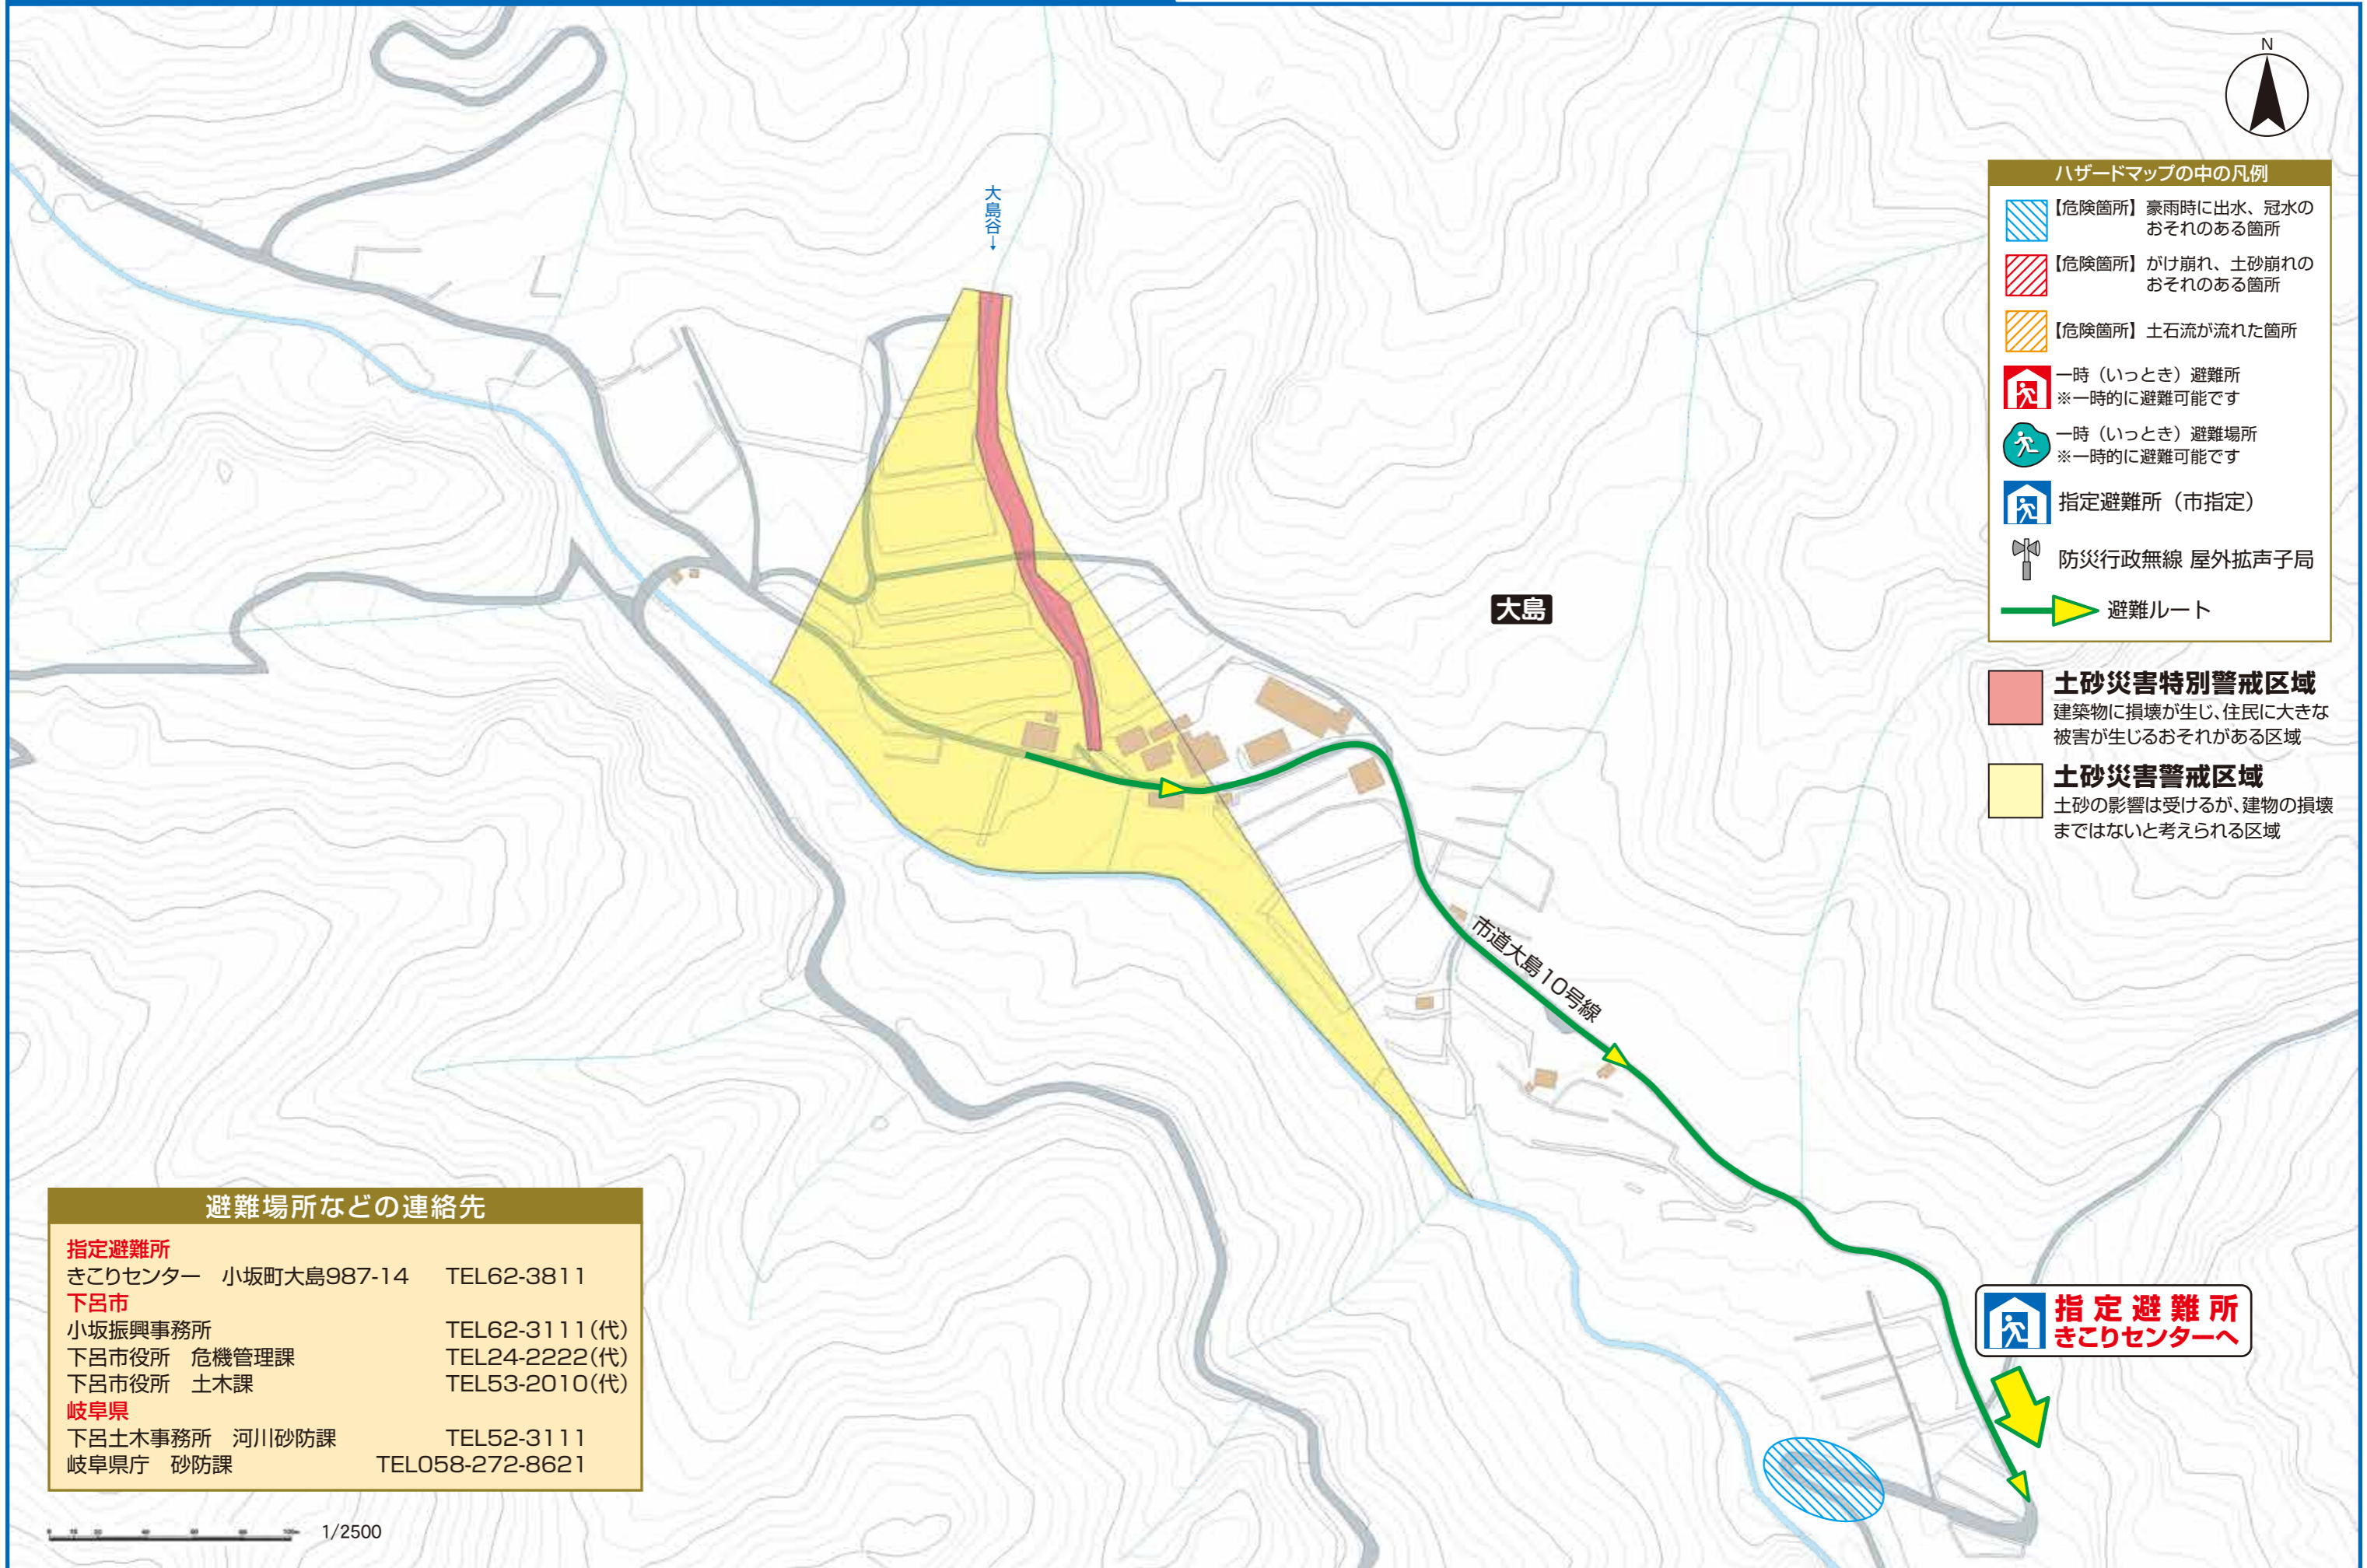 N
ハザードマップの中の凡例
【危険箇所】豪雨時に出水、冠水の
おそれのある箇所
【危険箇所】がけ崩れ、土砂崩れの
おそれのある箇所
【危険箇所】土石流が流れた箇所
一時（いっとき）避難所
※一時的に避難可能です
一時（いっとき）避難場所
※一時的に避難可能です
指定避難所（市指定）
防災行政無線 屋外拡声子局
避難ルート
土砂災害特別警戒区域
建築物に損壊が生じ、住民に大きな
被害が生じるおそれがある区域
土砂災害警戒区域
土砂の影響は受けるが、建物の損壊
まではないと考えられる区域
大島谷↓
大島
市道大島10号線
指定避難所
きこりセンターへ
避難場所などの連絡先
指定避難所
きこりセンター 小坂町大島987-14 TEL62-3811
下呂市
小坂振興事務所 TEL62-3111(代)
下呂市役所 危機管理課 TEL24-2222(代)
下呂市役所 土木課 TEL53-2010(代)
岐阜県
下呂土木事務所 河川砂防課 TEL52-3111
岐阜県庁 砂防課 TEL058-272-8621
1/2500